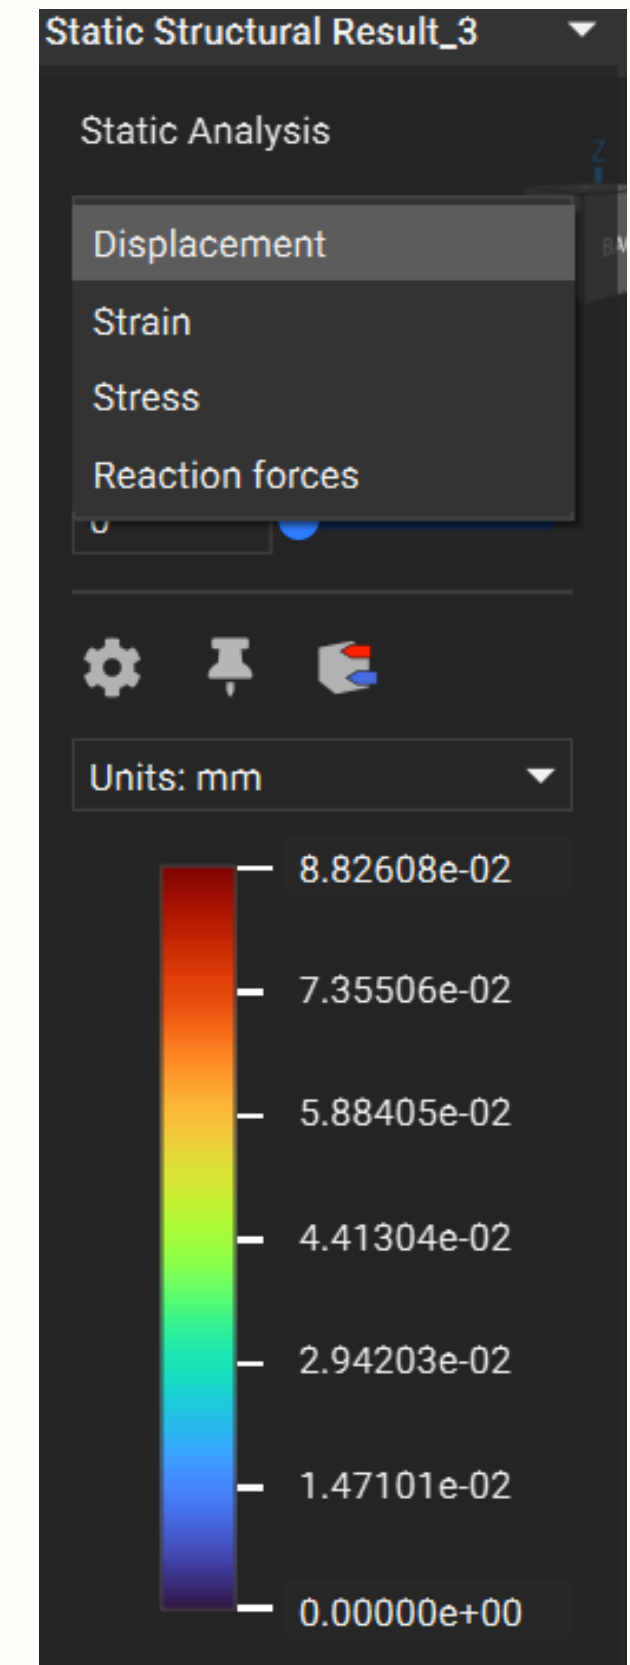 Static Structural Result_3
Static Analysis
Z
Displacement
Strain
Stress
Reaction forces
0
Units: mm
8.82608e-02
7.35506e-02
5.88405e-02
4.41304e-02
2.94203e-02
1.47101e-02
0.00000e+00